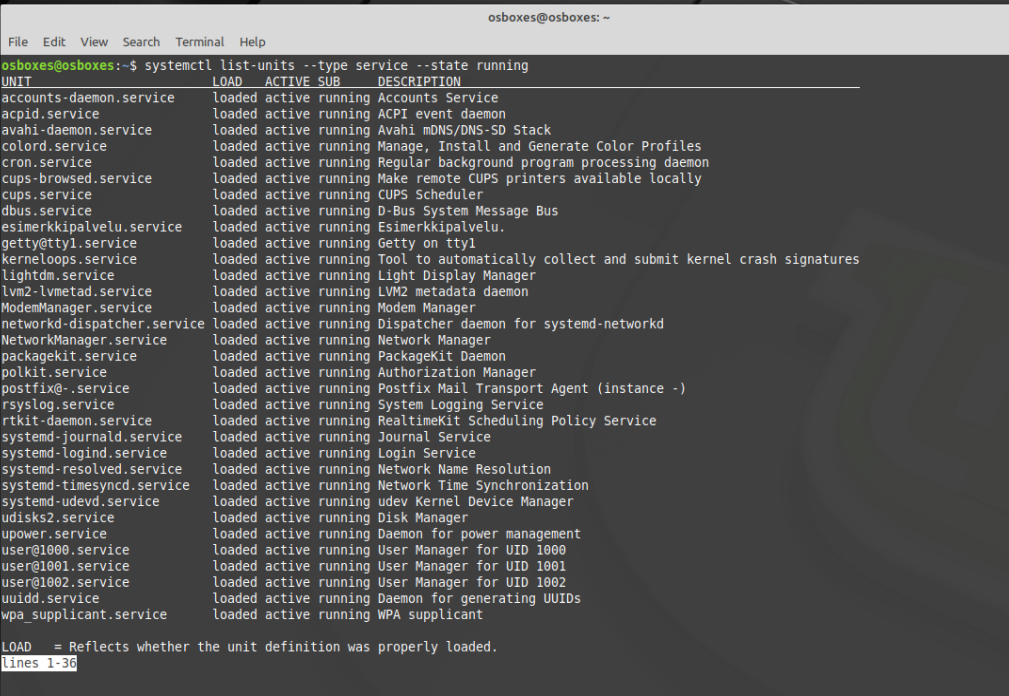 osboxes@osboxes: ~
File Edit View Search Terminal Help
osboxes@osboxes:~$ systemctl list-units --type service --state running
UNIT LOAD ACTIVE SUB DESCRIPTION
accounts-daemon.service loaded active running Accounts Service
acpid.service loaded active running ACPI event daemon
avahi-daemon.service loaded active running Avahi mDNS/DNS-SD Stack
colord.service loaded active running Manage, Install and Generate Color Profiles
cron.service loaded active running Regular background program processing daemon
cups-browsed.service loaded active running Make remote CUPS printers available locally
cups.service loaded active running CUPS Scheduler
dbus.service loaded active running D-Bus System Message Bus
esimerkkipalvelu.service loaded active running Esimerkkipalvelu.
getty@tty1.service loaded active running Getty on tty1
kerneloops.service loaded active running Tool to automatically collect and submit kernel crash signatures
lightdm.service loaded active running Light Display Manager
lvm2-lvmetad.service loaded active running LVM2 metadata daemon
ModemManager.service loaded active running Modem Manager
networkd-dispatcher.service loaded active running Dispatcher daemon for systemd-networkd
NetworkManager.service loaded active running Network Manager
packagekit.service loaded active running PackageKit Daemon
polkit.service loaded active running Authorization Manager
postfix@-.service loaded active running Postfix Mail Transport Agent (instance -)
rsyslog.service loaded active running System Logging Service
rtkit-daemon.service loaded active running RealtimeKit Scheduling Policy Service
systemd-journald.service loaded active running Journal Service
systemd-logind.service loaded active running Login Service
systemd-resolved.service loaded active running Network Name Resolution
systemd-timesyncd.service loaded active running Network Time Synchronization
systemd-udevd.service loaded active running udev Kernel Device Manager
udisks2.service loaded active running Disk Manager
upower.service loaded active running Daemon for power management
user@1000.service loaded active running User Manager for UID 1000
user@1001.service loaded active running User Manager for UID 1001
user@1002.service loaded active running User Manager for UID 1002
uuidd.service loaded active running Daemon for generating UUIDs
wpa_supplicant.service loaded active running WPA supplicant
LOAD = Reflects whether the unit definition was properly loaded.
lines 1-36